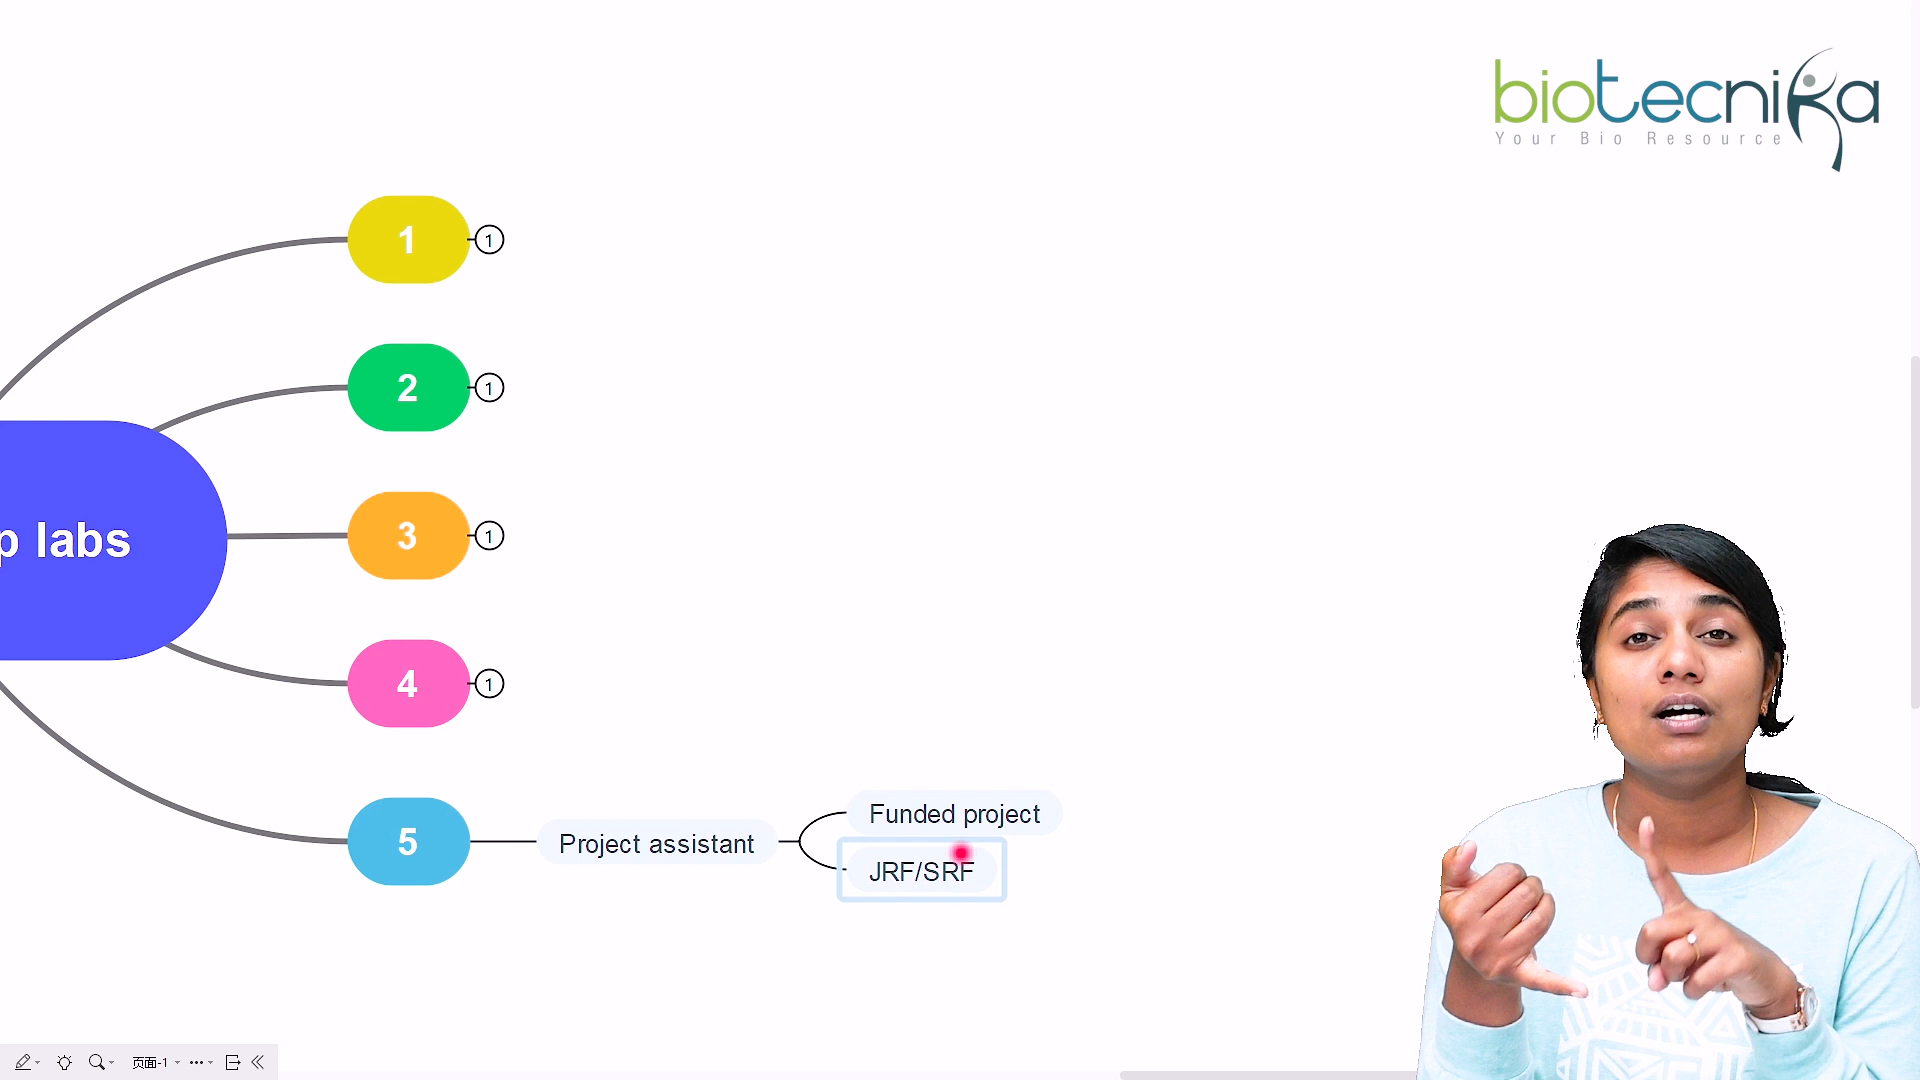 biotecnika
Your Bio Resource
1
1
2
1
3
1
p labs
4
1
5
Project assistant
Funded project
JRF/SRF
页面-1